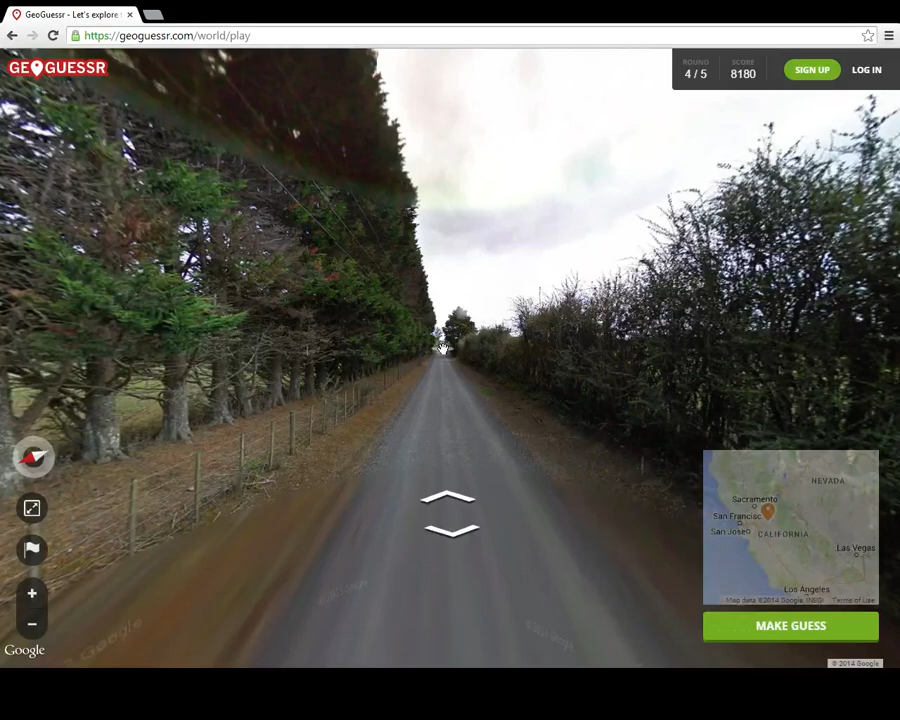 GeoGuessr - Let's explore t
https://geoguessr.com/world/play
GEOGUESSR
ROUND
4 / 5
SCORE
8180
SIGN UP
LOG IN
NEVADA
Sacramento
San Francisc
San Jose
CALIFORNIA
Las Vegas
Los Angeles
Map data ©2014 Google, INEGI
Terms of Use
MAKE GUESS
Google
Google
© 2014 Google